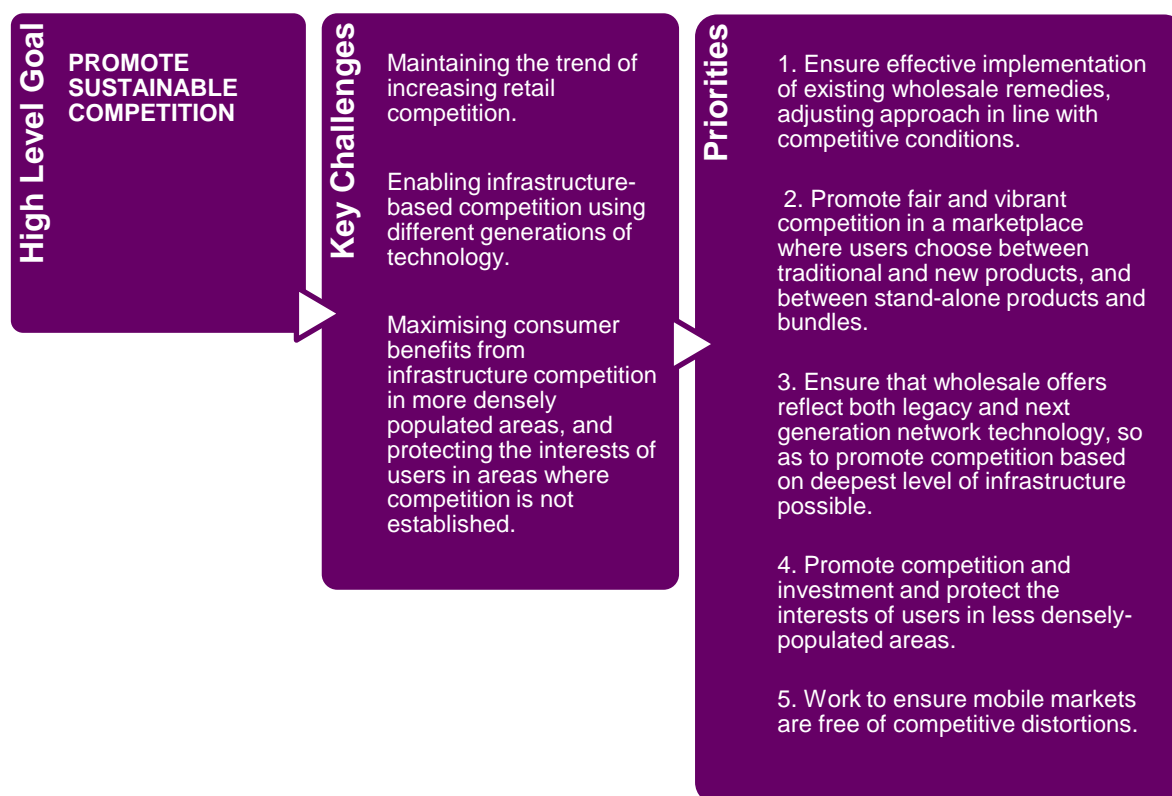 High Level Goal
PROMOTE
SUSTAINABLE
COMPETITION
Key Challenges
Maintaining the trend of
increasing retail
competition.
Enabling infrastructure-
based competition using
different generations of
technology.
Maximising consumer
benefits from
infrastructure competition
in more densely
populated areas, and
protecting the interests of
users in areas where
competition is not
established.
Priorities
1. Ensure effective implementation
of existing wholesale remedies,
adjusting approach in line with
competitive conditions.
2. Promote fair and vibrant
competition in a marketplace
where users choose between
traditional and new products, and
between stand-alone products and
bundles.
3. Ensure that wholesale offers
reflect both legacy and next
generation network technology, so
as to promote competition based
on deepest level of infrastructure
possible.
4. Promote competition and
investment and protect the
interests of users in less densely-
populated areas.
5. Work to ensure mobile markets
are free of competitive distortions.